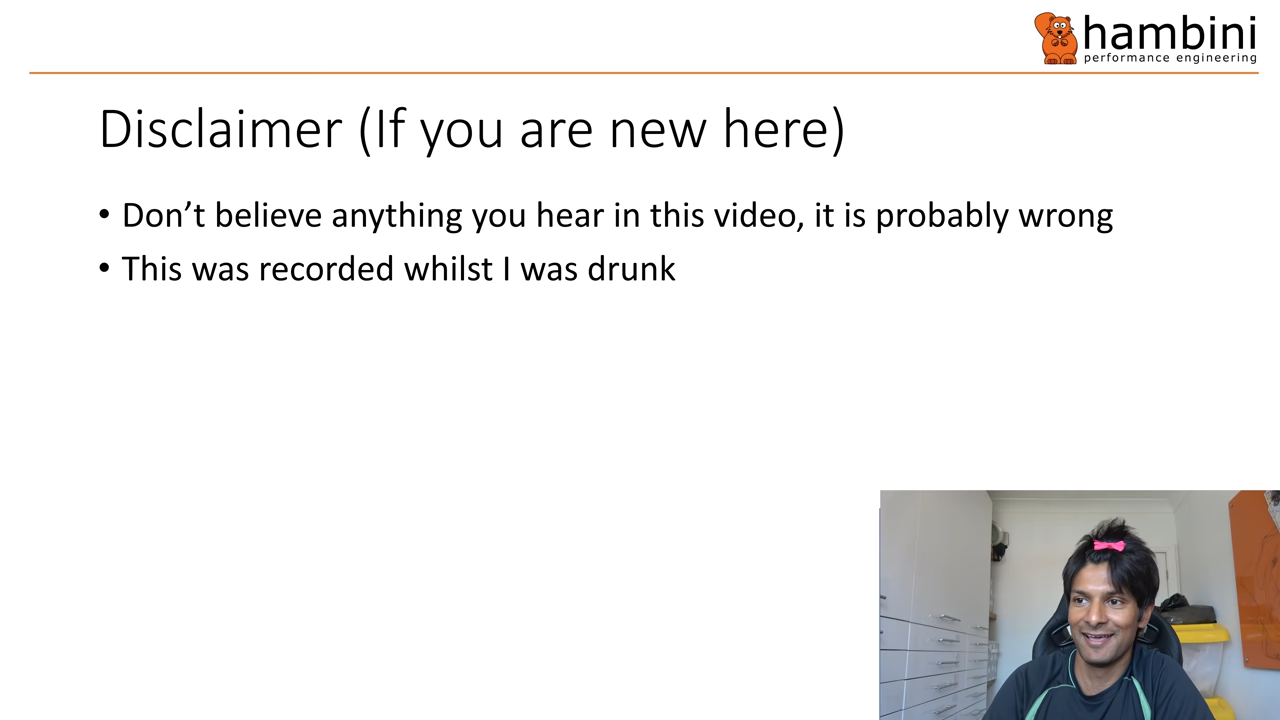 hambini
performance engineering
Disclaimer (If you are new here)
• Don’t believe anything you hear in this video, it is probably wrong
• This was recorded whilst I was drunk